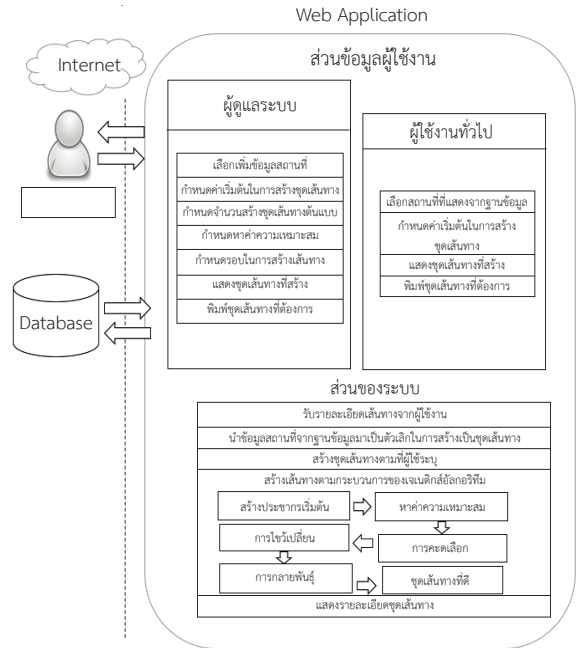 Web Application
Internet
ส่วนข้อมูลผู้ใช้งาน
ผู้ดูแลระบบ
เลือกเพิ่มข้อมูลสถานที่
กำหนดค่าเริ่มต้นในการสร้างชุดเส้นทาง
กำหนดจำนวนสร้างชุดเส้นทางต้นแบบ
กำหนดหาค่าความเหมาะสม
กำหนดรอบในการสร้างเส้นทาง
แสดงชุดเส้นทางที่สร้าง
พิมพ์ชุดเส้นทางที่ต้องการ
ผู้ใช้งานทั่วไป
เลือกสถานที่ที่แสดงจากฐานข้อมูล
กำหนดค่าเริ่มต้นในการสร้าง
ชุดเส้นทาง
แสดงชุดเส้นทางที่สร้าง
พิมพ์ชุดเส้นทางที่ต้องการ
Database
ส่วนของระบบ
รับรายละเอียดเส้นทางจากผู้ใช้งาน
นำข้อมูลสถานที่จากฐานข้อมูลมาเป็นตัวเลิกในการสร้างเป็นชุดเส้นทาง
สร้างชุดเส้นทางตามที่ผู้ใช้ระบุ
สร้างเส้นทางตามกระบวนการของเจเนติกส์อัลกอริทึม
สร้างประชากรเริ่มต้น
หาค่าความเหมาะสม
การไขว้เปลี่ยน
การคะดเลือก
การกลายพันธุ์
ชุดเส้นทางที่ดี
แสดงรายละเอียดชุดเส้นทาง